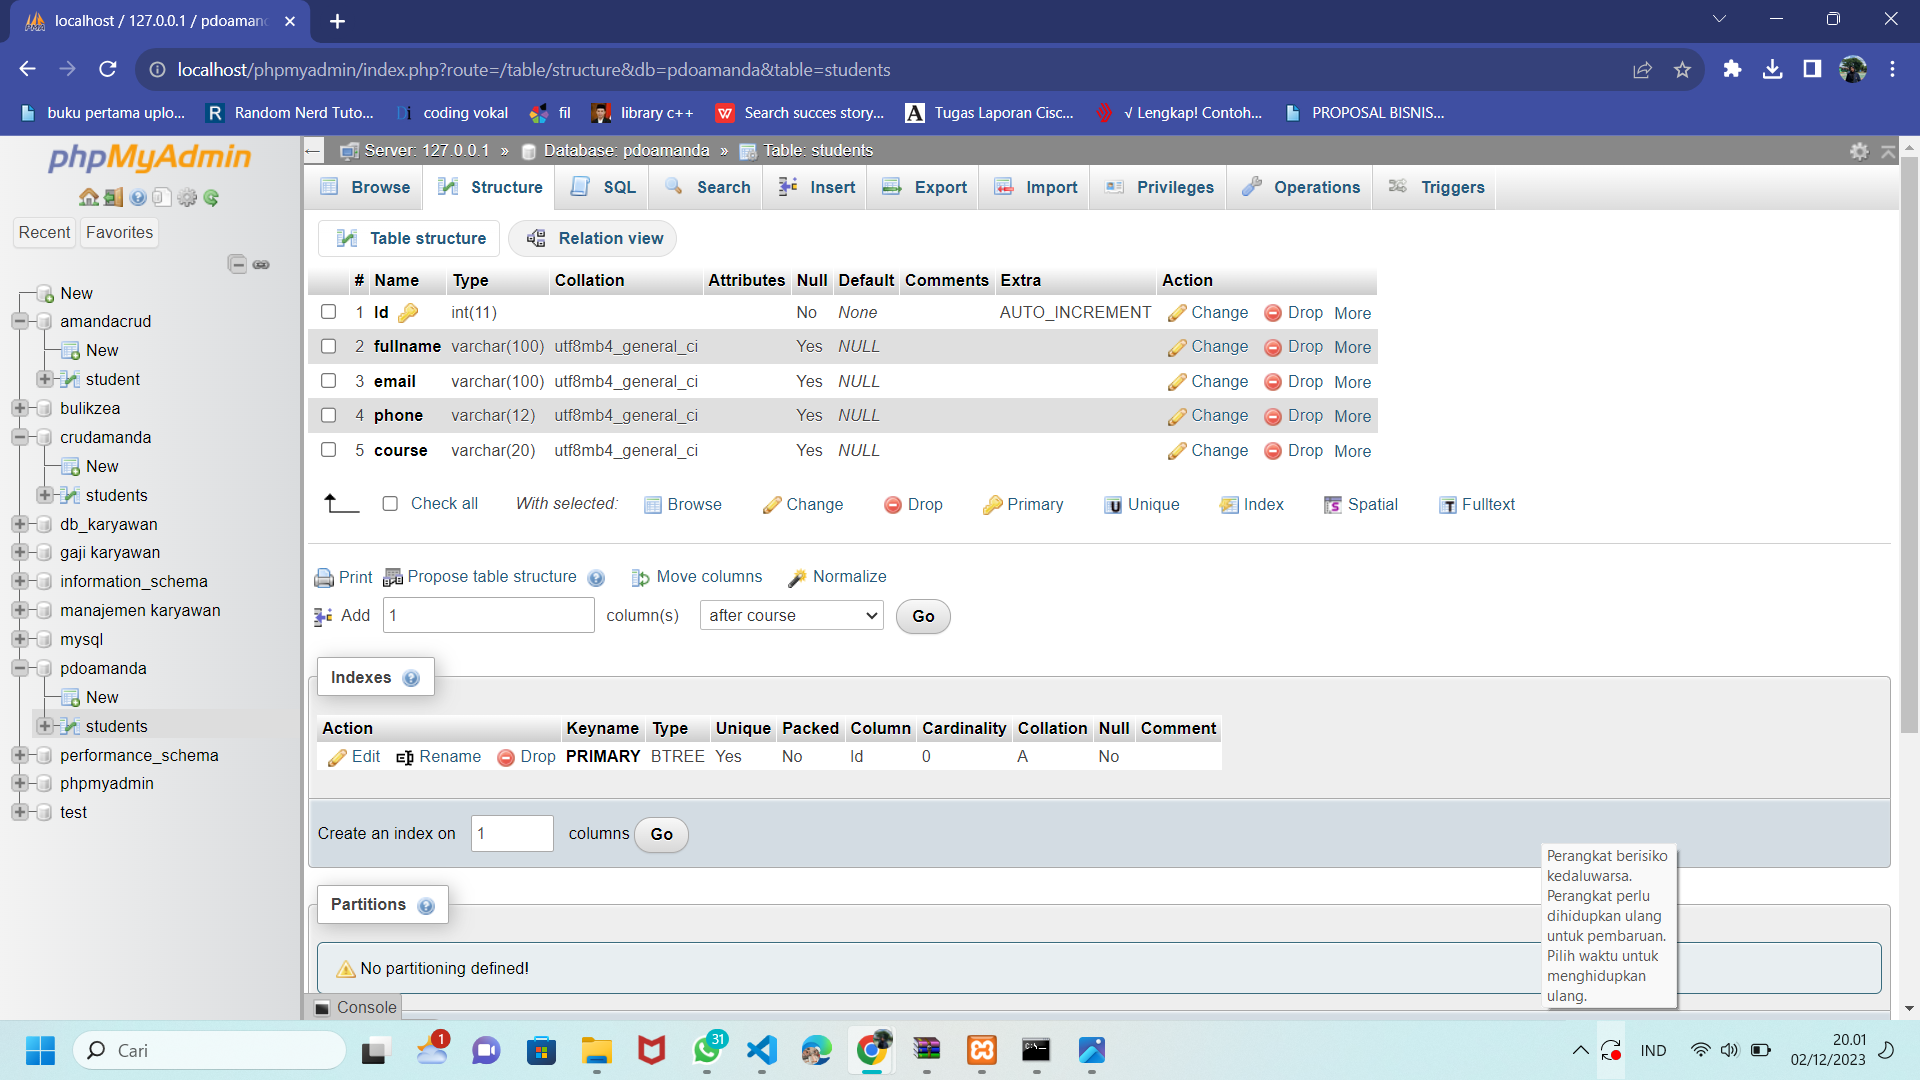 localhost / 127.0.0.1 / pdoaman
localhost/phpmyadmin/index.php?route=/table/structure&db=pdoamanda&table=students
buku pertama uplo... R Random Nerd Tuto... Di coding vokal fil library c++ W Search succes story... A Tugas Laporan Cisc... √ Lengkap! Contoh... PROPOSAL BISNIS...
phpMyAdmin
Recent Favorites
New
amandacrud
New
student
bulikzea
crudamanda
New
students
db_karyawan
gaji karyawan
information_schema
manajemen karyawan
mysql
pdoamanda
New
students
performance_schema
phpmyadmin
test
Server: 127.0.0.1 » Database: pdoamanda » Table: students
Browse Structure SQL Search Insert Export Import Privileges Operations Triggers
Table structure Relation view
# Name Type Collation Attributes Null Default Comments Extra Action
1 Id int(11) No None AUTO_INCREMENT Change Drop More
2 fullname varchar(100) utf8mb4_general_ci Yes NULL Change Drop More
3 email varchar(100) utf8mb4_general_ci Yes NULL Change Drop More
4 phone varchar(12) utf8mb4_general_ci Yes NULL Change Drop More
5 course varchar(20) utf8mb4_general_ci Yes NULL Change Drop More
Check all With selected: Browse Change Drop Primary Unique Index Spatial Fulltext
Print Propose table structure Move columns Normalize
Add 1 column(s) after course Go
Indexes
Action Keyname Type Unique Packed Column Cardinality Collation Null Comment
Edit Rename Drop PRIMARY BTREE Yes No Id 0 A No
Create an index on 1 columns Go
Partitions
No partitioning defined!
Console
Perangkat berisiko
kedaluwarsa.
Perangkat perlu
dihidupkan ulang
untuk pembaruan.
Pilih waktu untuk
menghidupkan
ulang.
Cari 1 31 IND 20.01
02/12/2023